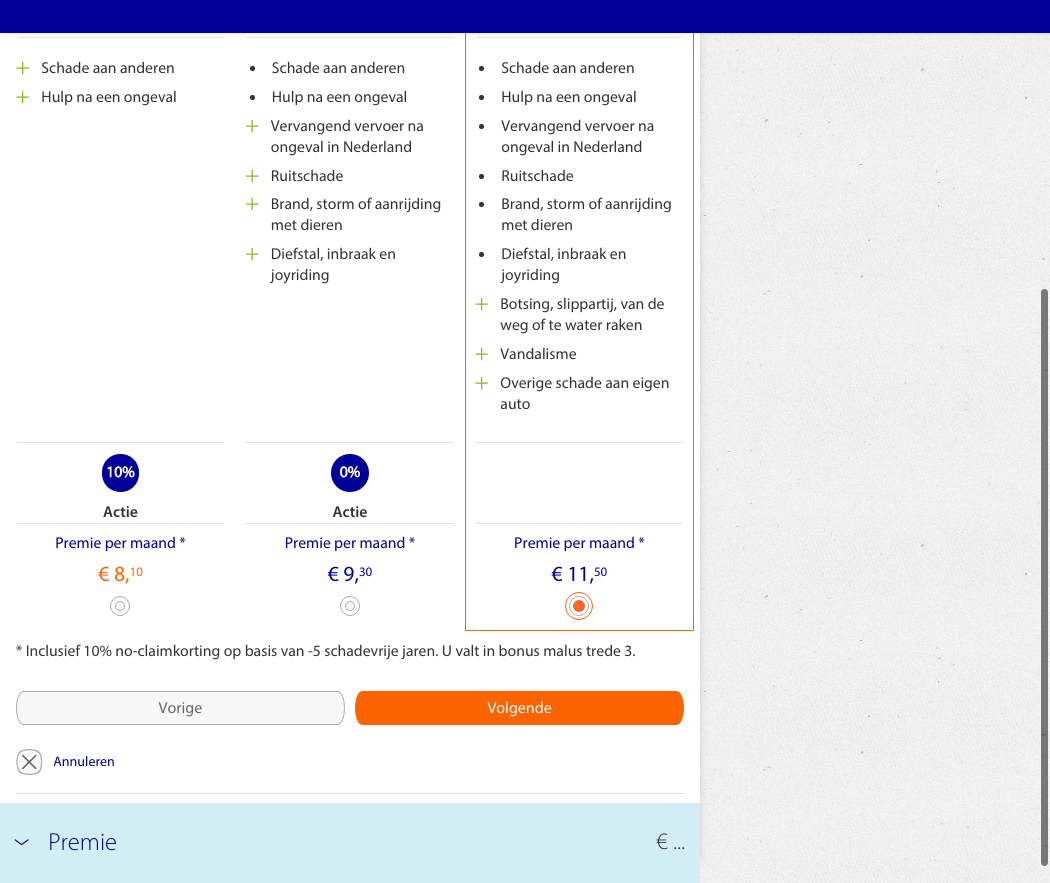 Schade aan anderen
Hulp na een ongeval
Schade aan anderen
Hulp na een ongeval
Vervangend vervoer na
ongeval in Nederland
Ruitschade
Brand, storm of aanrijding
met dieren
Diefstal, inbraak en
joyriding
Schade aan anderen
Hulp na een ongeval
Vervangend vervoer na
ongeval in Nederland
Ruitschade
Brand, storm of aanrijding
met dieren
Diefstal, inbraak en
joyriding
Botsing, slippartij, van de
weg of te water raken
Vandalisme
Overige schade aan eigen
auto
10%
Actie
Premie per maand *
€ 8,10
0%
Actie
Premie per maand *
€ 9,30
Premie per maand *
€ 11,50
* Inclusief 10% no-claimkorting op basis van -5 schadevrije jaren. U valt in bonus malus trede 3.
Vorige
Volgende
Annuleren
Premie
€ ...